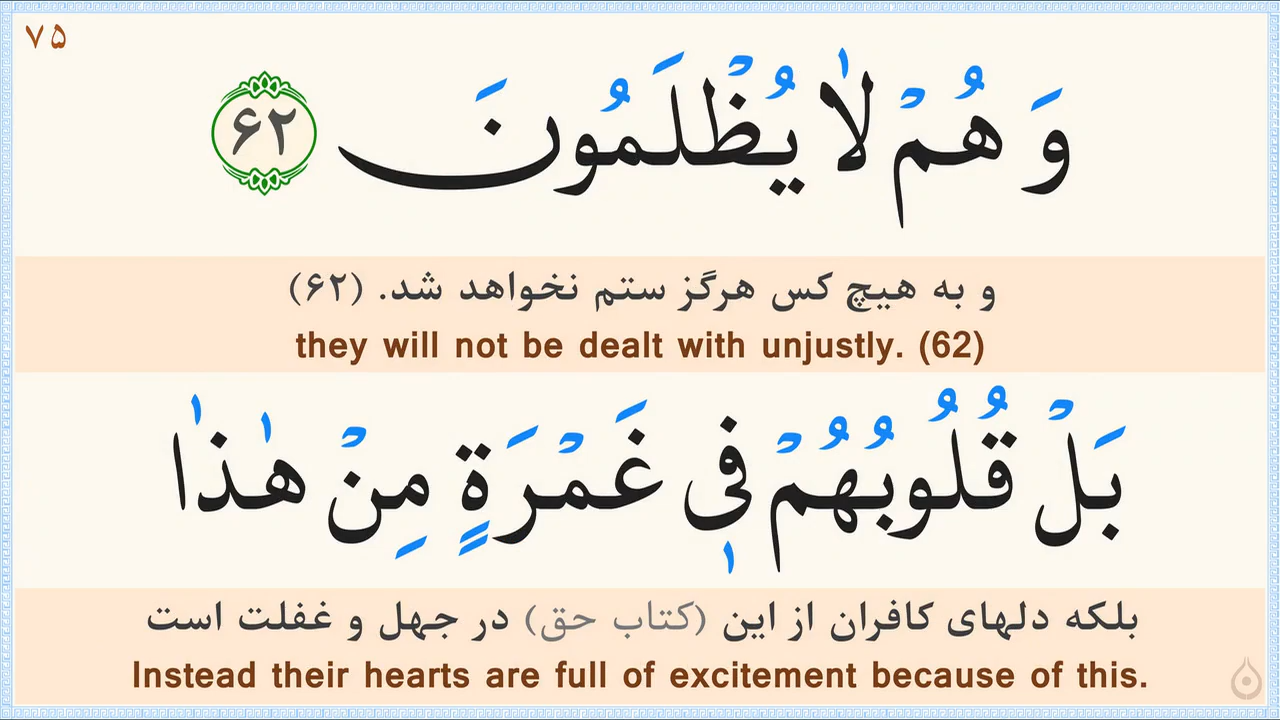 ۷۵
وَ هُمْ لٰا يُظْلَمُونَ ۶۲
و به هیچ کس هرگز ستم نخواهد شد. (۶۲)
they will not be dealt with unjustly. (62)
بَلْ قُلُوبُهُمْ فِي غَمْرَةٍ مِنْ هٰذٰا
بلکه دلهای کافران از این (کتاب حق) در جهل و غفلت است
Instead their hearts are full of excitement because of this.